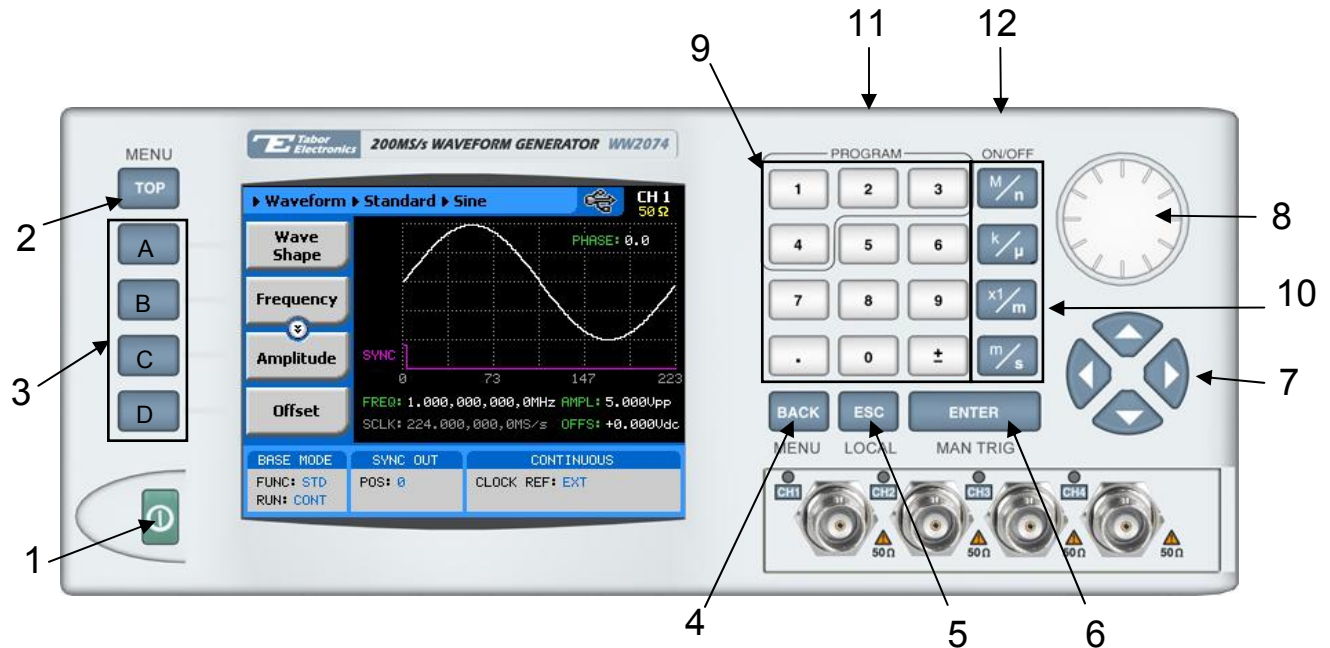 11
12
9
Tabor Electronics 200MS/s WAVEFORM GENERATOR WW2074
MENU
PROGRAM
ON/OFF
TOP
1 2 3 M/n
2
Waveform Standard Sine CH 1
50 Ω
8
A
Wave Shape
PHASE: 0.0
4 5 6 k/µ
B
Frequency
7 8 9 x1/m
10
3
C
Amplitude
SYNC
. 0 ± m/s
7
0 73 147 223
D
Offset
FREQ: 1.000,000,000,0MHz AMPL: 5.000Vpp
SCLK: 224.000,000,0MS/s OFFS: +0.000Vdc
BACK ESC ENTER
MENU LOCAL MAN TRIG
BASE MODE SYNC OUT CONTINUOUS
FUNC: STD POS: 0 CLOCK REF: EXT
RUN: CONT
CH1 CH2 CH3 CH4
50Ω 50Ω 50Ω 50Ω
1
4
5
6